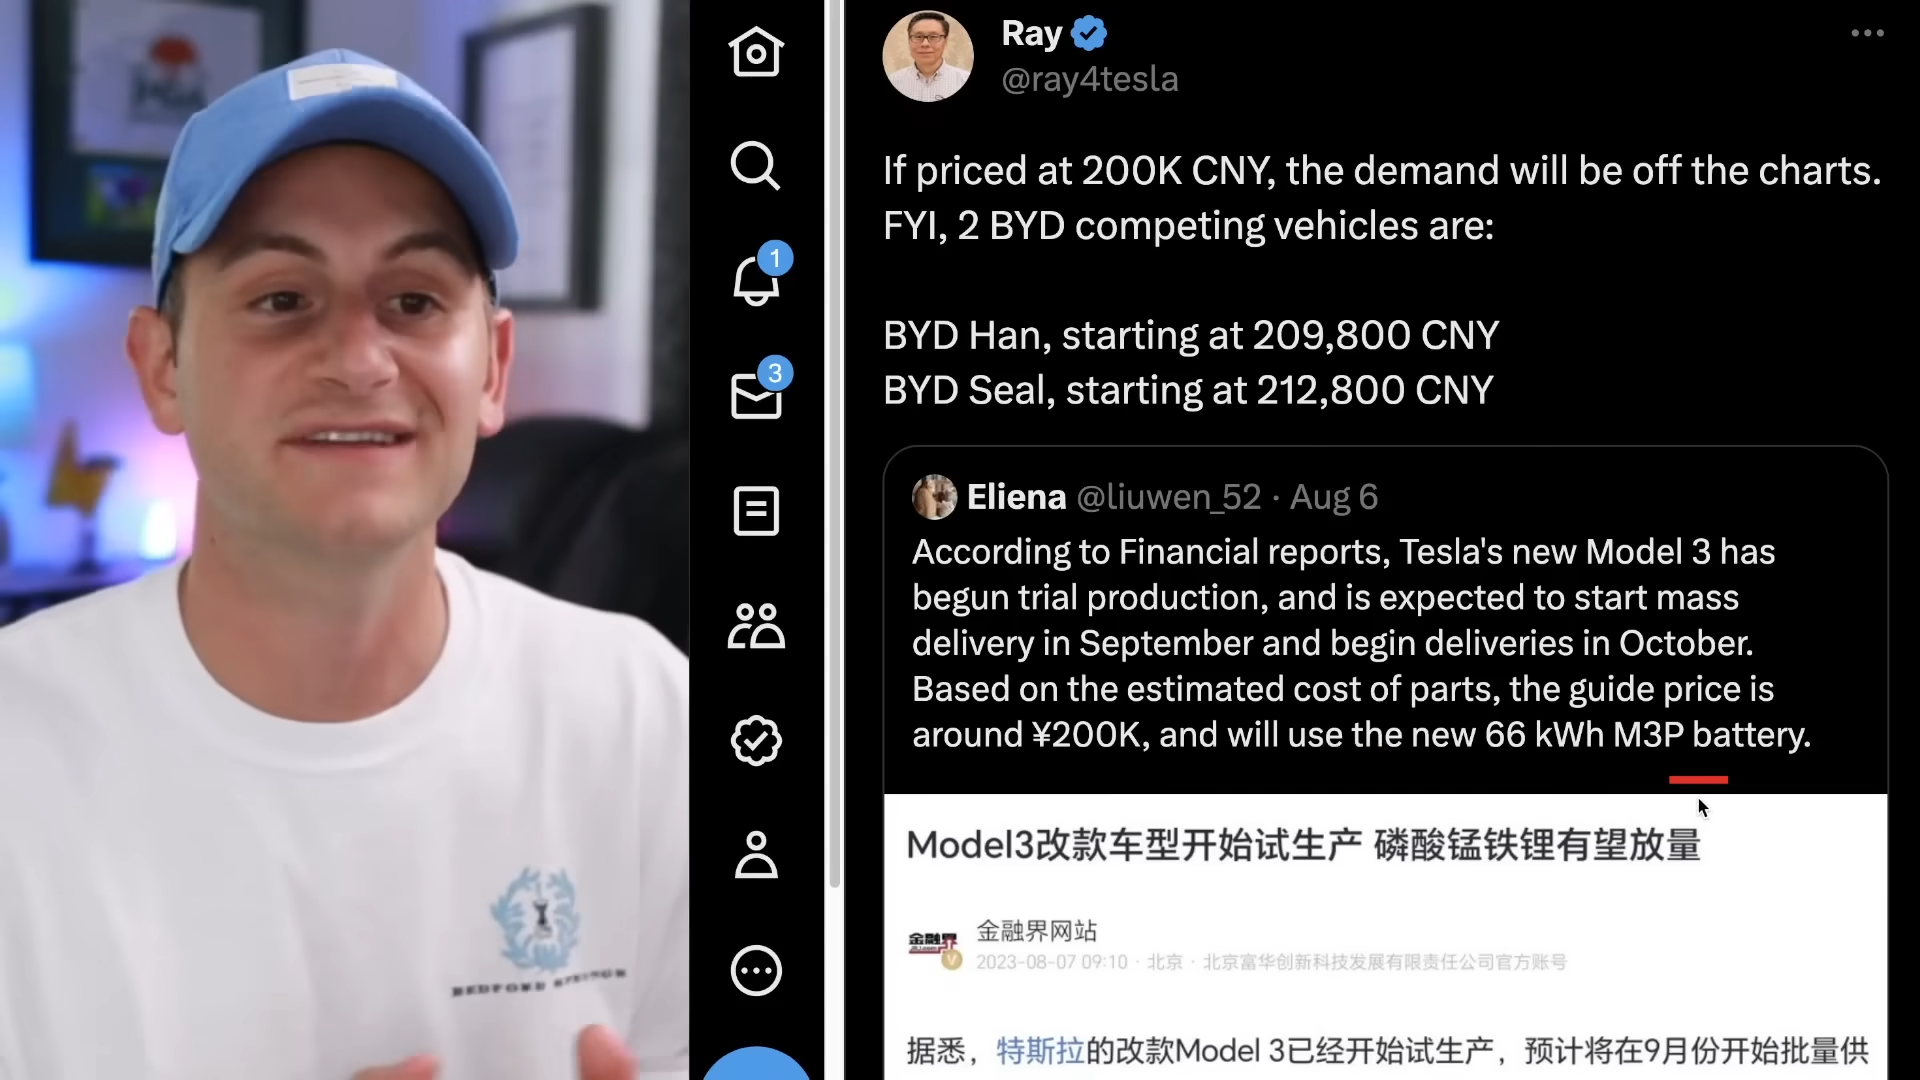 Ray
@ray4tesla
If priced at 200K CNY, the demand will be off the charts.
FYI, 2 BYD competing vehicles are:
BYD Han, starting at 209,800 CNY
BYD Seal, starting at 212,800 CNY
1
3
Eliena @liuwen_52 · Aug 6
According to Financial reports, Tesla's new Model 3 has
begun trial production, and is expected to start mass
delivery in September and begin deliveries in October.
Based on the estimated cost of parts, the guide price is
around ¥200K, and will use the new 66 kWh M3P battery.
Model3改款车型开始试生产 磷酸锰铁锂有望放量
金融界
金融界网站
2023-08-07 09:10 · 北京 · 北京富华创新科技发展有限责任公司官方账号
据悉，特斯拉的改款Model 3已经开始试生产，预计将在9月份开始批量供